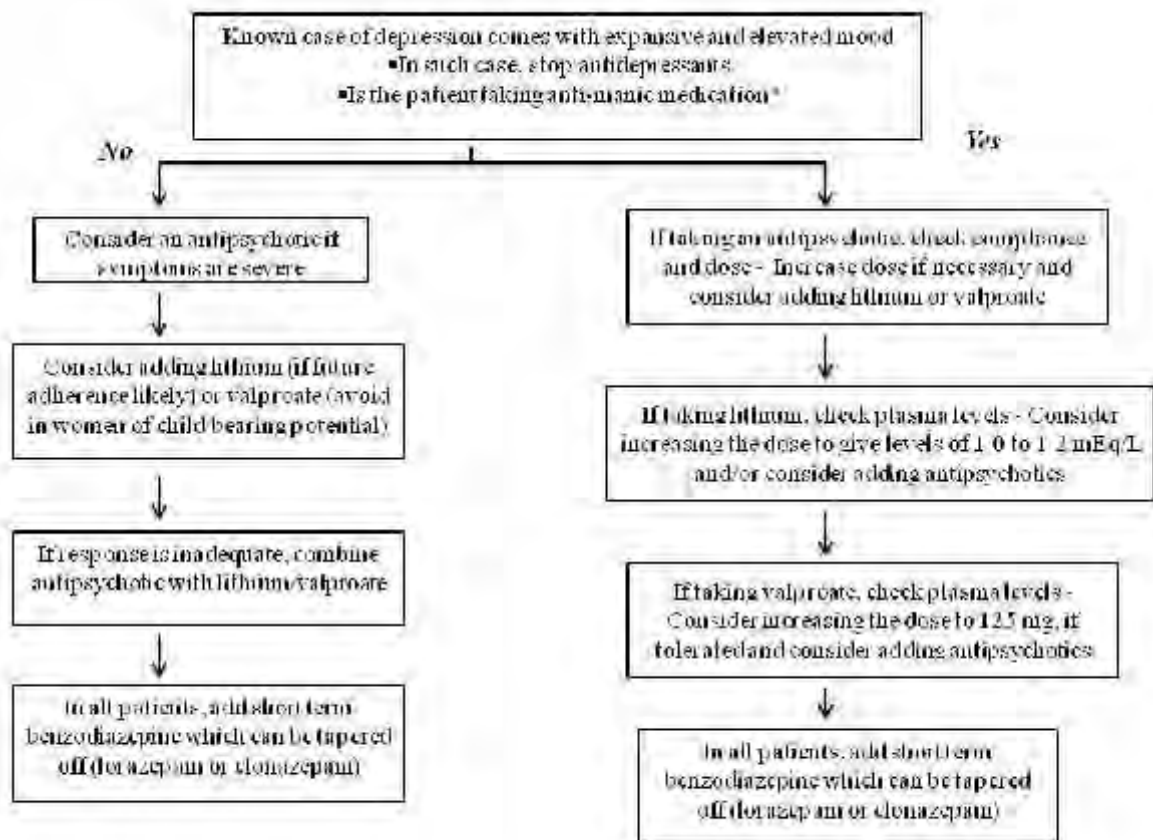 Known case of depression comes with expansive and elevated mood
▪In such case, stop antidepressants
▪Is the patient taking anti-manic medication
No
Yes
Consider an antipsychotic if
symptoms are severe
Consider adding lithium (if future
adherence likely) or valproate (avoid
in women of child bearing potential)
If response is inadequate, combine
antipsychotic with lithium/valproate
In all patients, add short term
benzodiazepine which can be tapered
off (lorazepam or clonazepam)
If taking an antipsychotic, check compliance
and dose - Increase dose if necessary and
consider adding lithium or valproate
If taking lithium, check plasma levels - Consider
increasing the dose to give levels of 1.0 to 1.2 mEq/L
and/or consider adding antipsychotics
If taking valproate, check plasma levels -
Consider increasing the dose to 125 mg, if
tolerated and consider adding antipsychotics
In all patients, add short term
benzodiazepine which can be tapered
off (lorazepam or clonazepam)